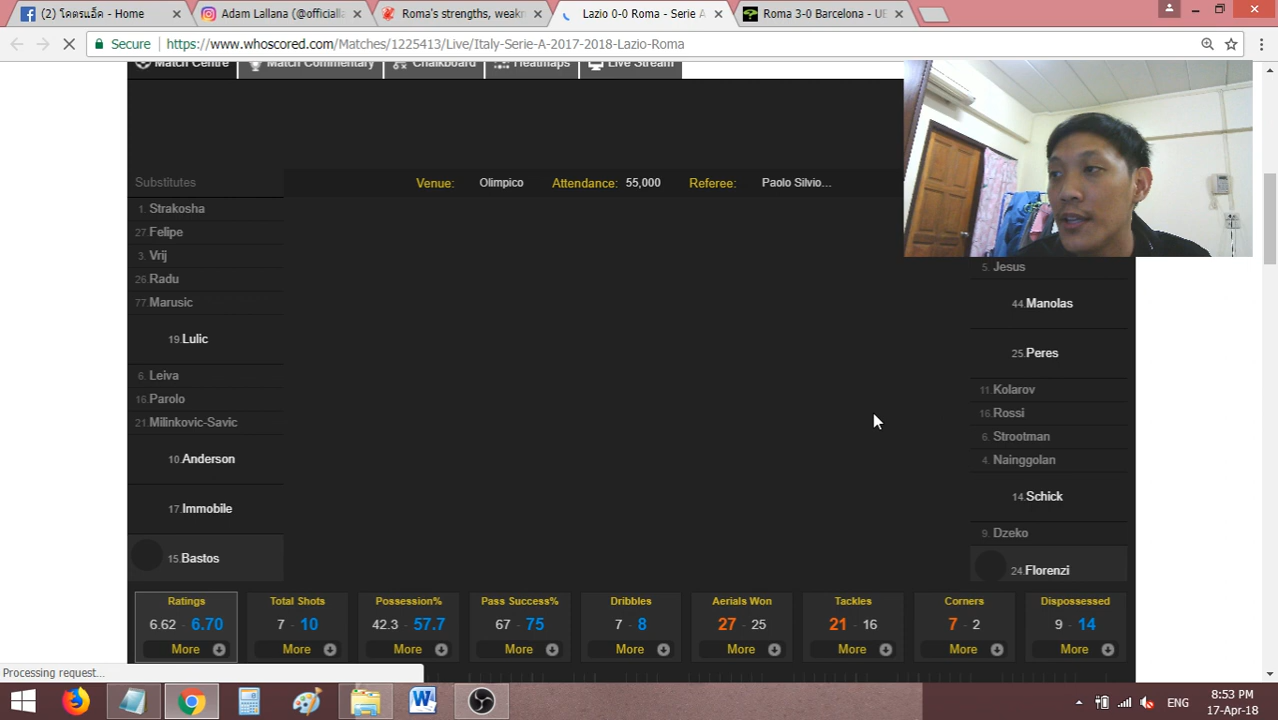 (2) โคตรแอ็ด - Home
Adam Lallana (@officialla
Roma's strengths, weakn
Lazio 0-0 Roma - Serie A
Roma 3-0 Barcelona - UE
Secure
https://www.whoscored.com/Matches/1225413/Live/Italy-Serie-A-2017-2018-Lazio-Roma
Match Centre
Match Commentary
Chalkboard
Heatmaps
Live Stream
Substitutes
Venue: Olimpico Attendance: 55,000 Referee: Paolo Silvio...
1. Strakosha
27. Felipe
3. Vrij
26. Radu
77. Marusic
19. Lulic
6. Leiva
16. Parolo
21. Milinkovic-Savic
10. Anderson
17. Immobile
15. Bastos
5. Jesus
44. Manolas
25. Peres
11. Kolarov
16. Rossi
6. Strootman
4. Nainggolan
14. Schick
9. Dzeko
24. Florenzi
Ratings
6.62 - 6.70
More
Total Shots
7 - 10
More
Possession%
42.3 - 57.7
More
Pass Success%
67 - 75
More
Dribbles
7 - 8
More
Aerials Won
27 - 25
More
Tackles
21 - 16
More
Corners
7 - 2
More
Dispossessed
9 - 14
More
Processing request...
ENG
8:53 PM
17-Apr-18